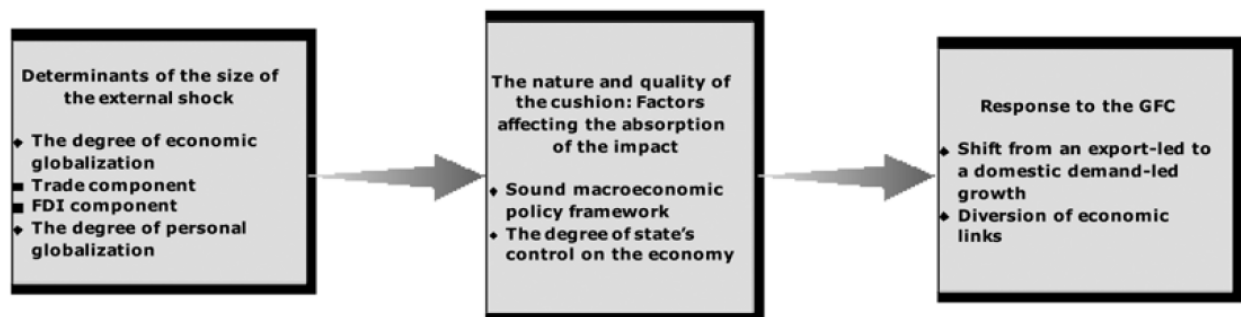 Determinants of the size of
the external shock
◆ The degree of economic
globalization
■ Trade component
■ FDI component
◆ The degree of personal
globalization
The nature and quality of
the cushion: Factors
affecting the absorption
of the impact
◆ Sound macroeconomic
policy framework
◆ The degree of state's
control on the economy
Response to the GFC
◆ Shift from an export-led to
a domestic demand-led
growth
◆ Diversion of economic
links